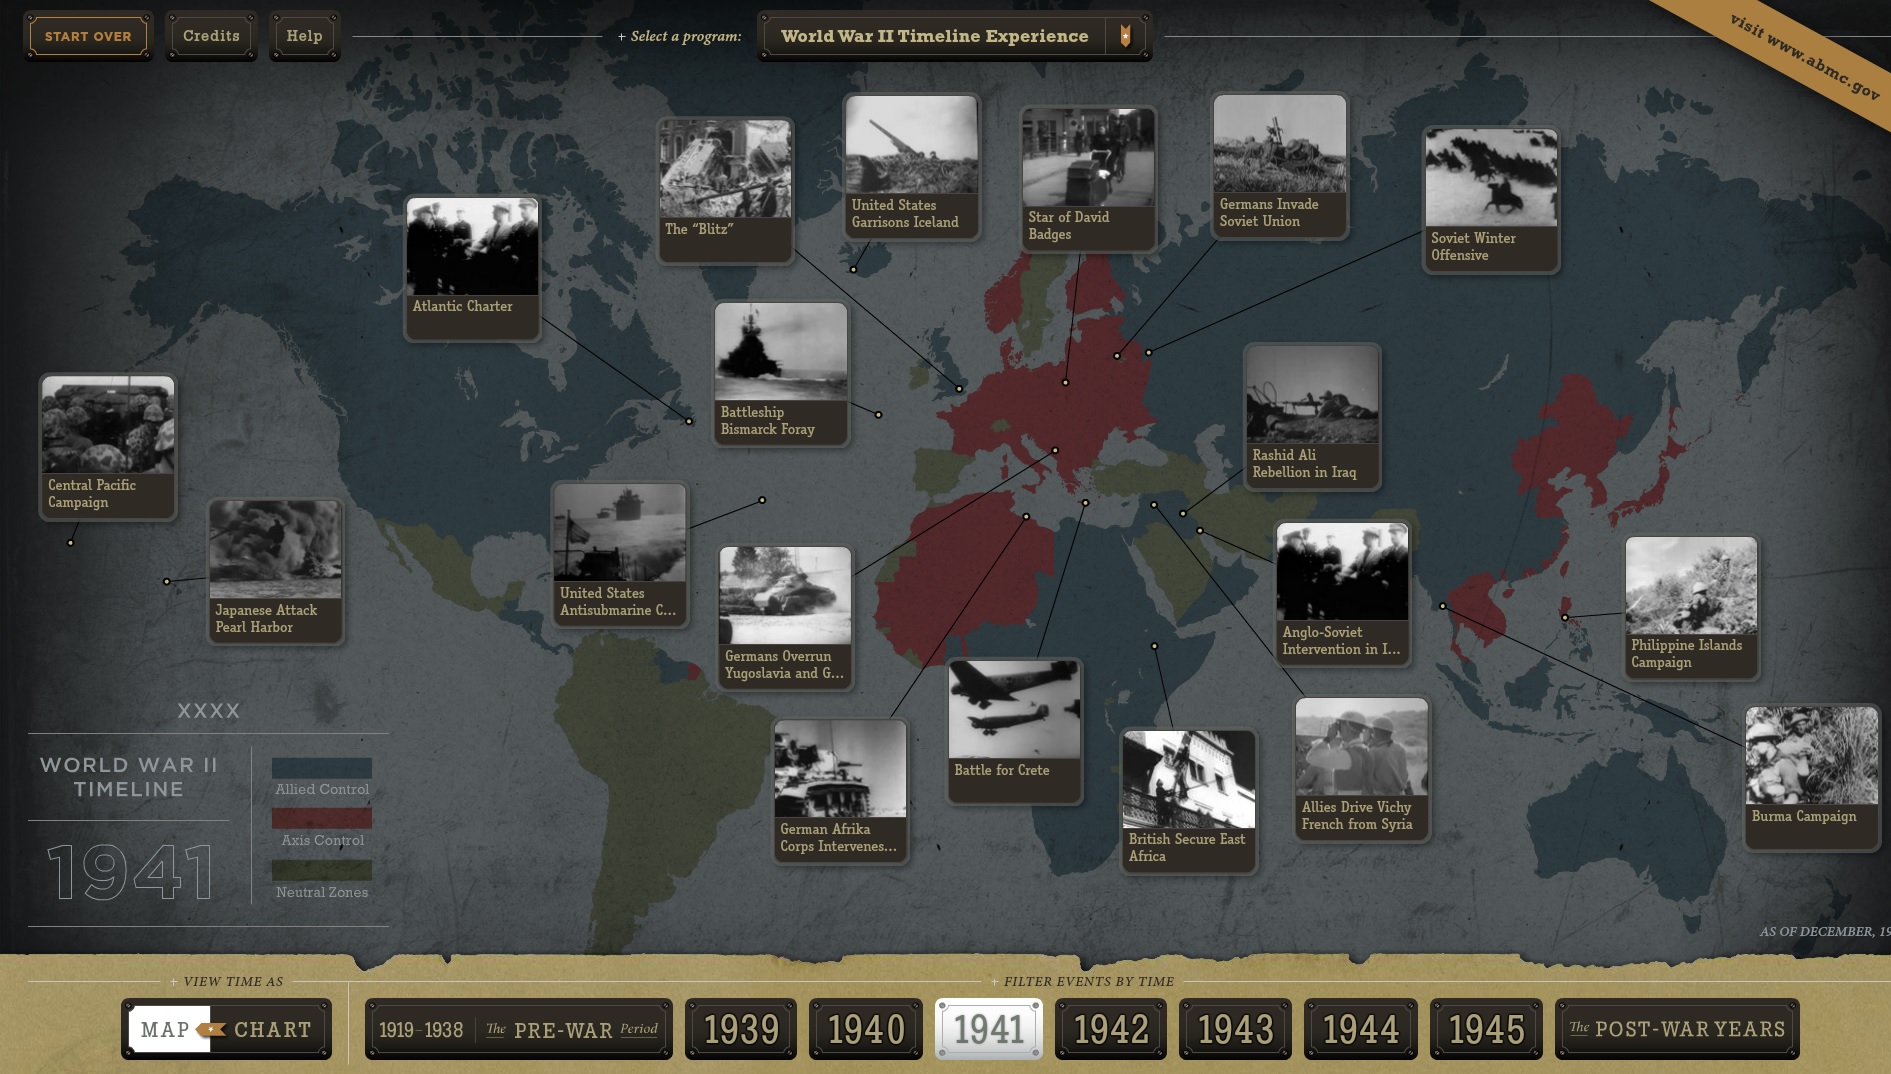 START OVER
Credits
Help
+ Select a program:
World War II Timeline Experience
visit www.abmc.gov
The “Blitz”
United States
Garrisons Iceland
Star of David
Badges
Germans Invade
Soviet Union
Soviet Winter
Offensive
Atlantic Charter
Battleship
Bismarck Foray
Rashid Ali
Rebellion in Iraq
Central Pacific
Campaign
Japanese Attack
Pearl Harbor
United States
Antisubmarine C...
Germans Overrun
Yugoslavia and G...
Anglo-Soviet
Intervention in I...
Philippine Islands
Campaign
German Afrika
Corps Intervenes...
Battle for Crete
British Secure East
Africa
Allies Drive Vichy
French from Syria
Burma Campaign
XXXX
WORLD WAR II
TIMELINE
1941
Allied Control
Axis Control
Neutral Zones
AS OF DECEMBER, 19
+ VIEW TIME AS
+ FILTER EVENTS BY TIME
MAP
CHART
1919–1938 The PRE-WAR Period
1939
1940
1941
1942
1943
1944
1945
The POST-WAR YEARS